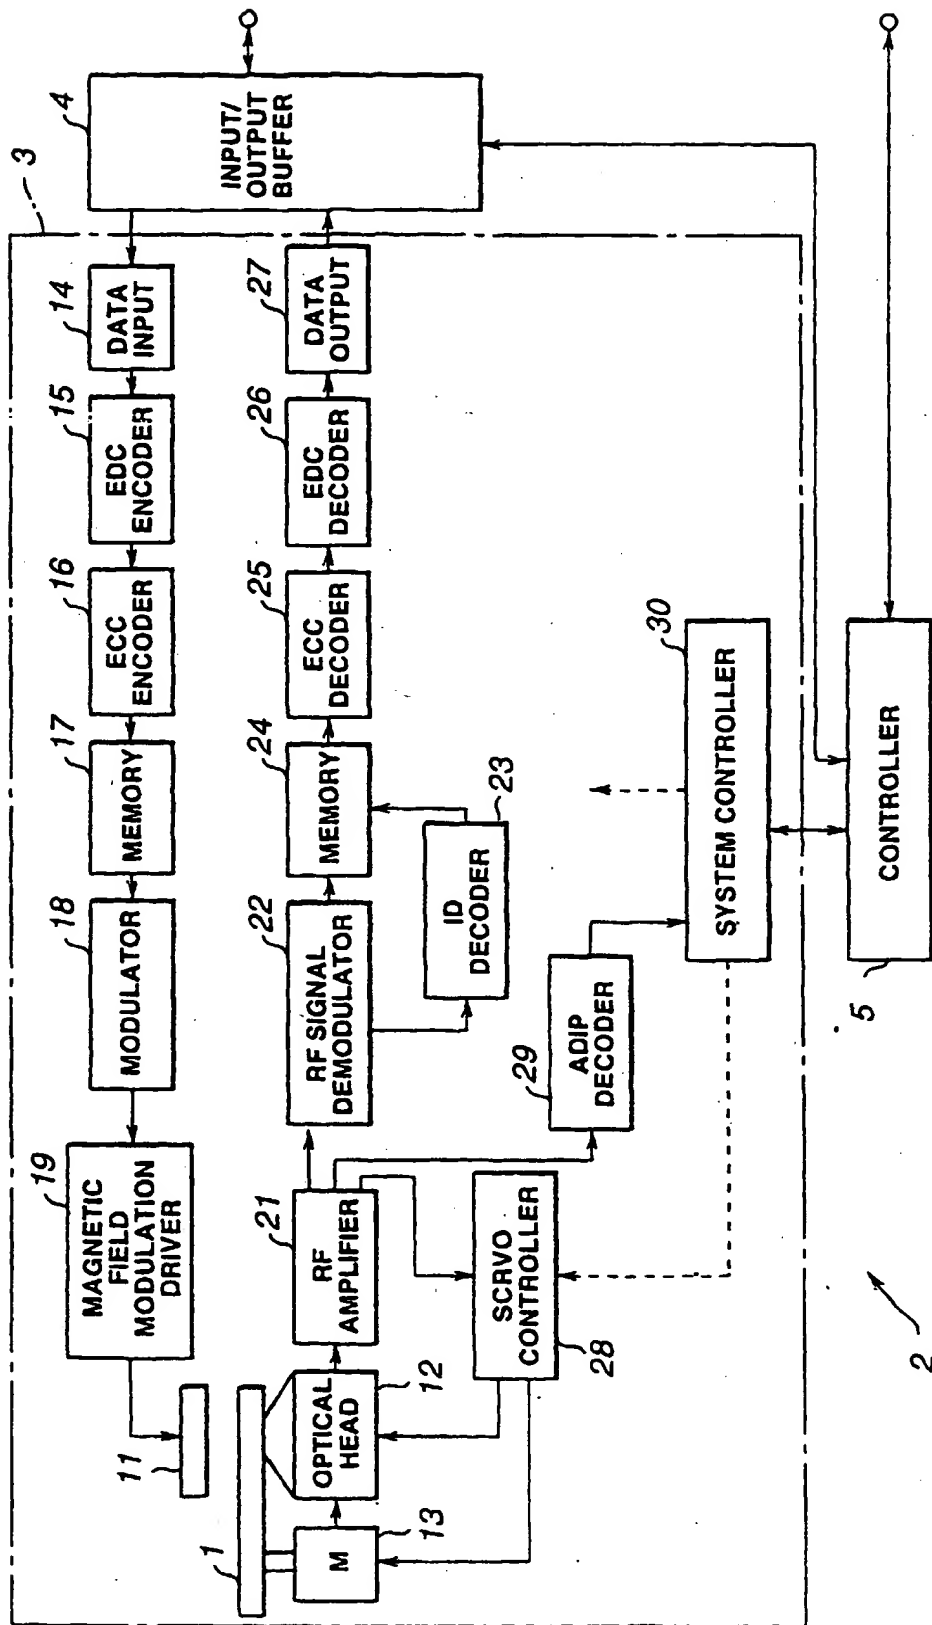 3
4
INPUT/
OUTPUT
BUFFER
14
DATA
INPUT
15
EDC
ENCODER
16
ECC
ENCODER
17
MEMORY
18
MODULATOR
19
MAGNETIC
FIELD
MODULATION
DRIVER
11
1
M
13
OPTICAL
HEAD
12
21
RF
AMPLIFIER
22
RF SIGNAL
DEMODULATOR
23
ID
DECODER
24
MEMORY
25
ECC
DECODER
26
EDC
DECODER
27
DATA
OUTPUT
28
SCRVO
CONTROLLER
29
ADIP
DECODER
30
SYSTEM CONTROLLER
5
CONTROLLER
2